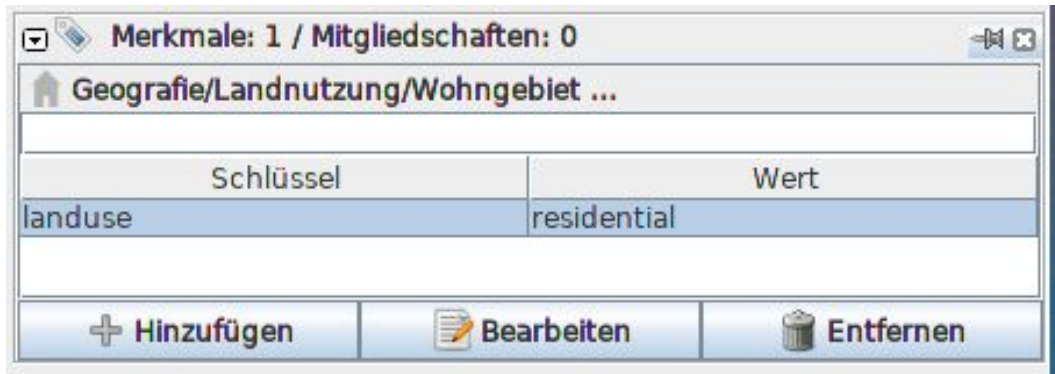 Merkmale: 1 / Mitgliedschaften: 0
Geografie/Landnutzung/Wohngebiet ...
Schlüssel Wert
landuse residential
Hinzufügen Bearbeiten Entfernen